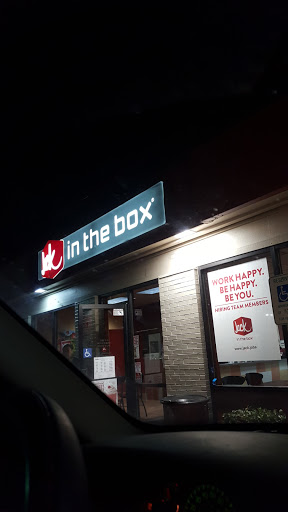 jack in the box®
WORK HAPPY.
BE HAPPY.
BE YOU.
HIRING TEAM MEMBERS
jack
in the box